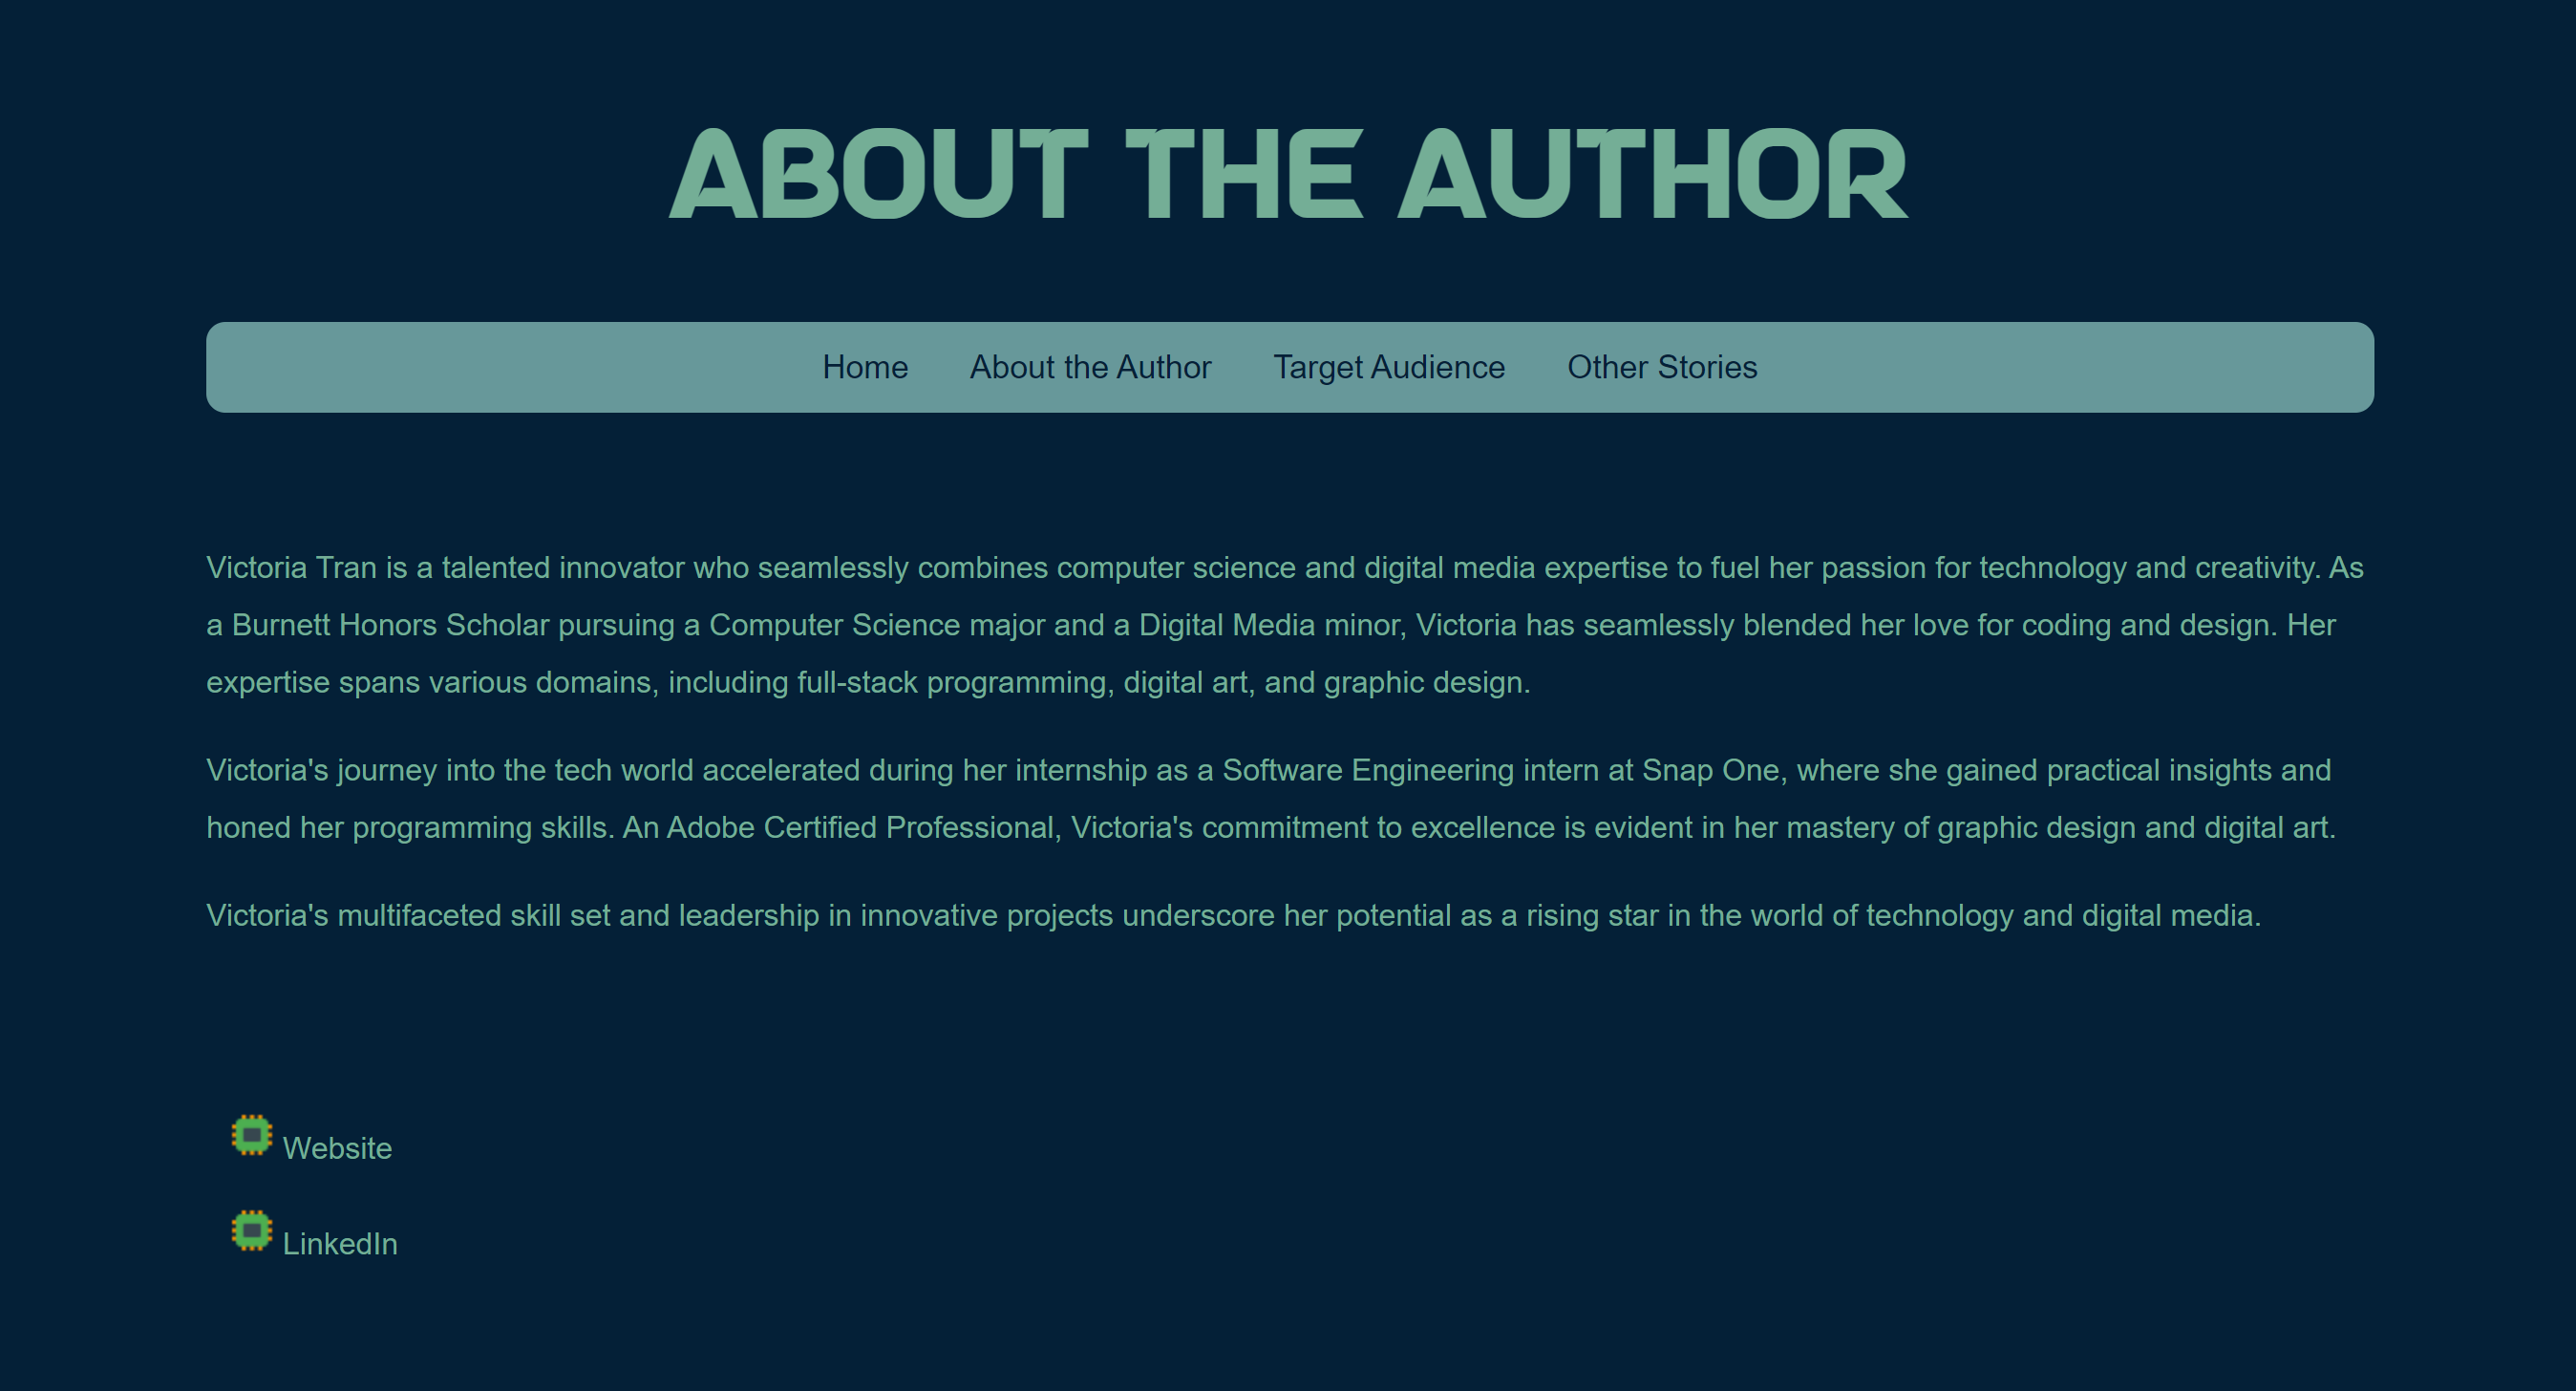 ABOUT THE AUTHOR
Home About the Author Target Audience Other Stories
Victoria Tran is a talented innovator who seamlessly combines computer science and digital media expertise to fuel her passion for technology and creativity. As
a Burnett Honors Scholar pursuing a Computer Science major and a Digital Media minor, Victoria has seamlessly blended her love for coding and design. Her
expertise spans various domains, including full-stack programming, digital art, and graphic design.
Victoria's journey into the tech world accelerated during her internship as a Software Engineering intern at Snap One, where she gained practical insights and
honed her programming skills. An Adobe Certified Professional, Victoria's commitment to excellence is evident in her mastery of graphic design and digital art.
Victoria's multifaceted skill set and leadership in innovative projects underscore her potential as a rising star in the world of technology and digital media.
Website
LinkedIn